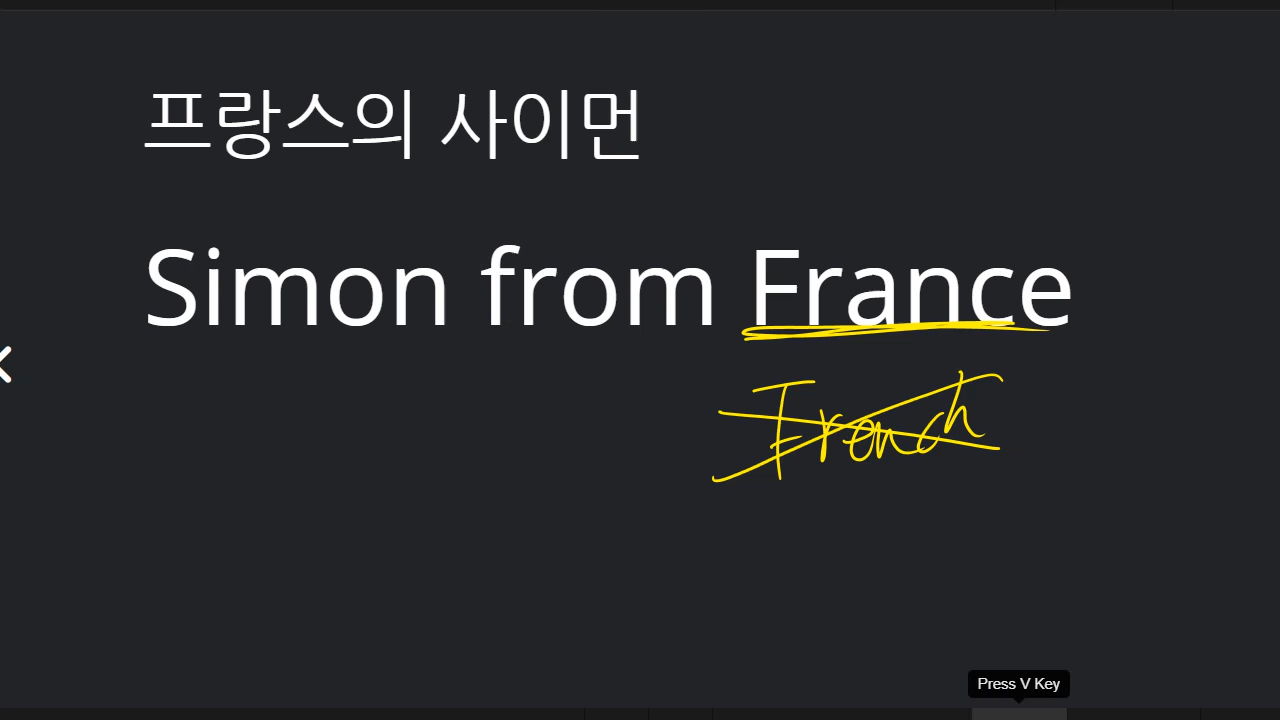 프랑스의 사이먼
Simon from France
French
Press V Key